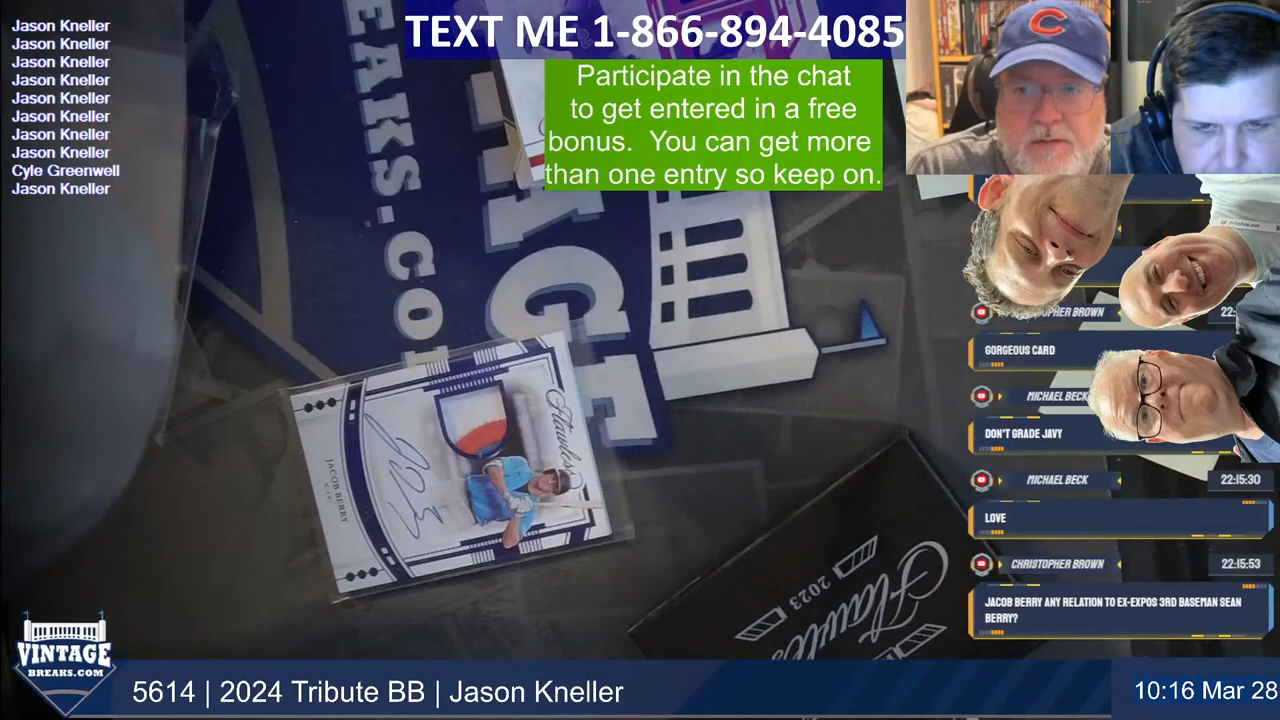 Jason Kneller
Jason Kneller
Jason Kneller
Jason Kneller
Jason Kneller
Jason Kneller
Jason Kneller
Jason Kneller
Cyle Greenwell
Jason Kneller
TEXT ME 1-866-894-4085
Participate in the chat
to get entered in a free
bonus. You can get more
than one entry so keep on.
EAKS.CO
AGE
Flawless
JACOB BERRY
2023
Flawle
GORGEOUS CARD
MICHAEL BECK
DON'T GRADE JAVY
MICHAEL BECK
22:15:30
LOVE
CHRISTOPHER BROWN
22:15:53
JACOB BERRY ANY RELATION TO EX-EXPOS 3RD BASEMAN SEAN
BERRY?
VINTAGE
BREAKS.COM
5614 | 2024 Tribute BB | Jason Kneller
10:16 Mar 28